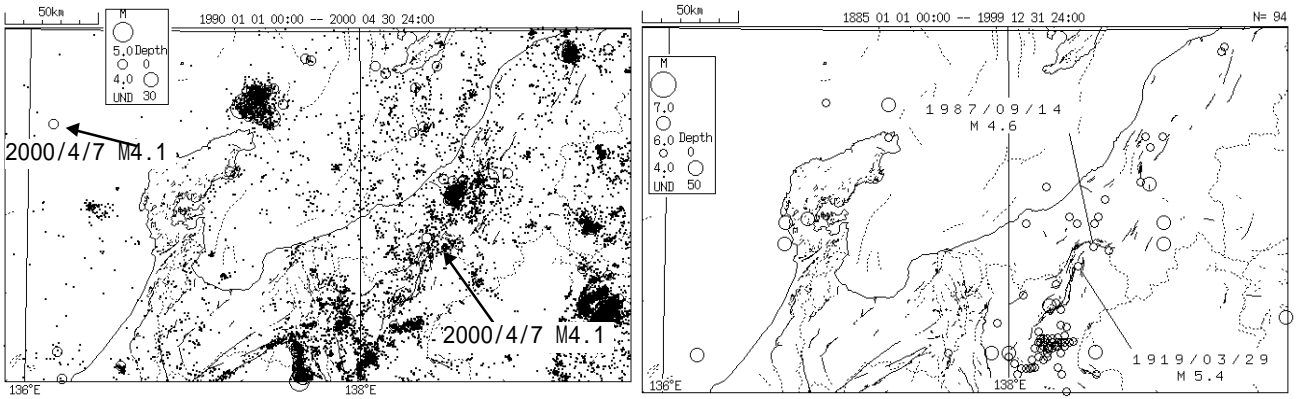 50km
1990 01 01 00:00 -- 2000 04 30 24:00
M
5.0 Depth
0
4.0
UND 30
2000/4/7 M4.1
2000/4/7 M4.1
136°E
138°E
50km
1885 01 01 00:00 -- 1999 12 31 24:00
N= 94
M
7.0
6.0 Depth
0
4.0
UND 50
1987/09/14
M 4.6
1919/03/29
M 5.4
136°E
138°E